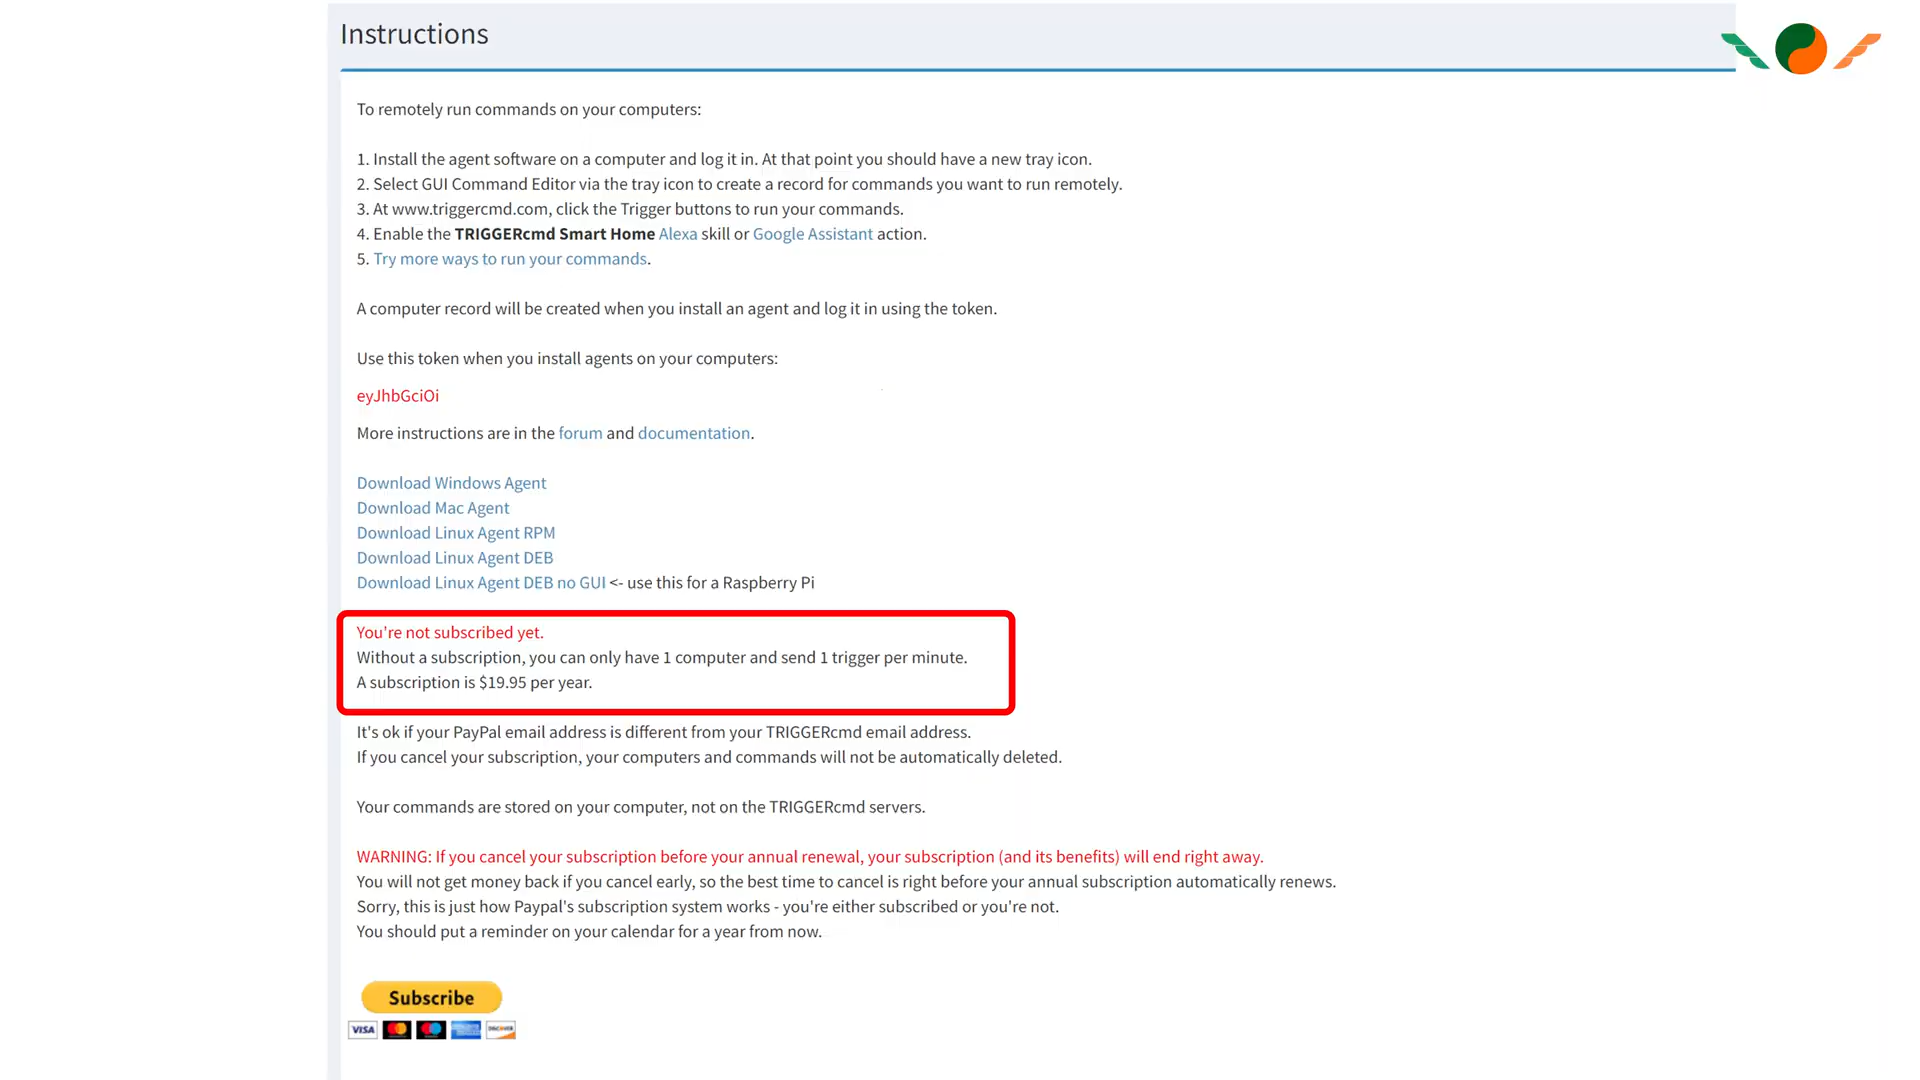 Instructions
To remotely run commands on your computers:
1. Install the agent software on a computer and log it in. At that point you should have a new tray icon.
2. Select GUI Command Editor via the tray icon to create a record for commands you want to run remotely.
3. At www.triggercmd.com, click the Trigger buttons to run your commands.
4. Enable the TRIGGERcmd Smart Home Alexa skill or Google Assistant action.
5. Try more ways to run your commands.
A computer record will be created when you install an agent and log it in using the token.
Use this token when you install agents on your computers:
eyJhbGciOi
More instructions are in the forum and documentation.
Download Windows Agent
Download Mac Agent
Download Linux Agent RPM
Download Linux Agent DEB
Download Linux Agent DEB no GUI <- use this for a Raspberry Pi
You're not subscribed yet.
Without a subscription, you can only have 1 computer and send 1 trigger per minute.
A subscription is $19.95 per year.
It's ok if your PayPal email address is different from your TRIGGERcmd email address.
If you cancel your subscription, your computers and commands will not be automatically deleted.
Your commands are stored on your computer, not on the TRIGGERcmd servers.
WARNING: If you cancel your subscription before your annual renewal, your subscription (and its benefits) will end right away.
You will not get money back if you cancel early, so the best time to cancel is right before your annual subscription automatically renews.
Sorry, this is just how Paypal's subscription system works - you're either subscribed or you're not.
You should put a reminder on your calendar for a year from now.
Subscribe
VISA DISCOVER